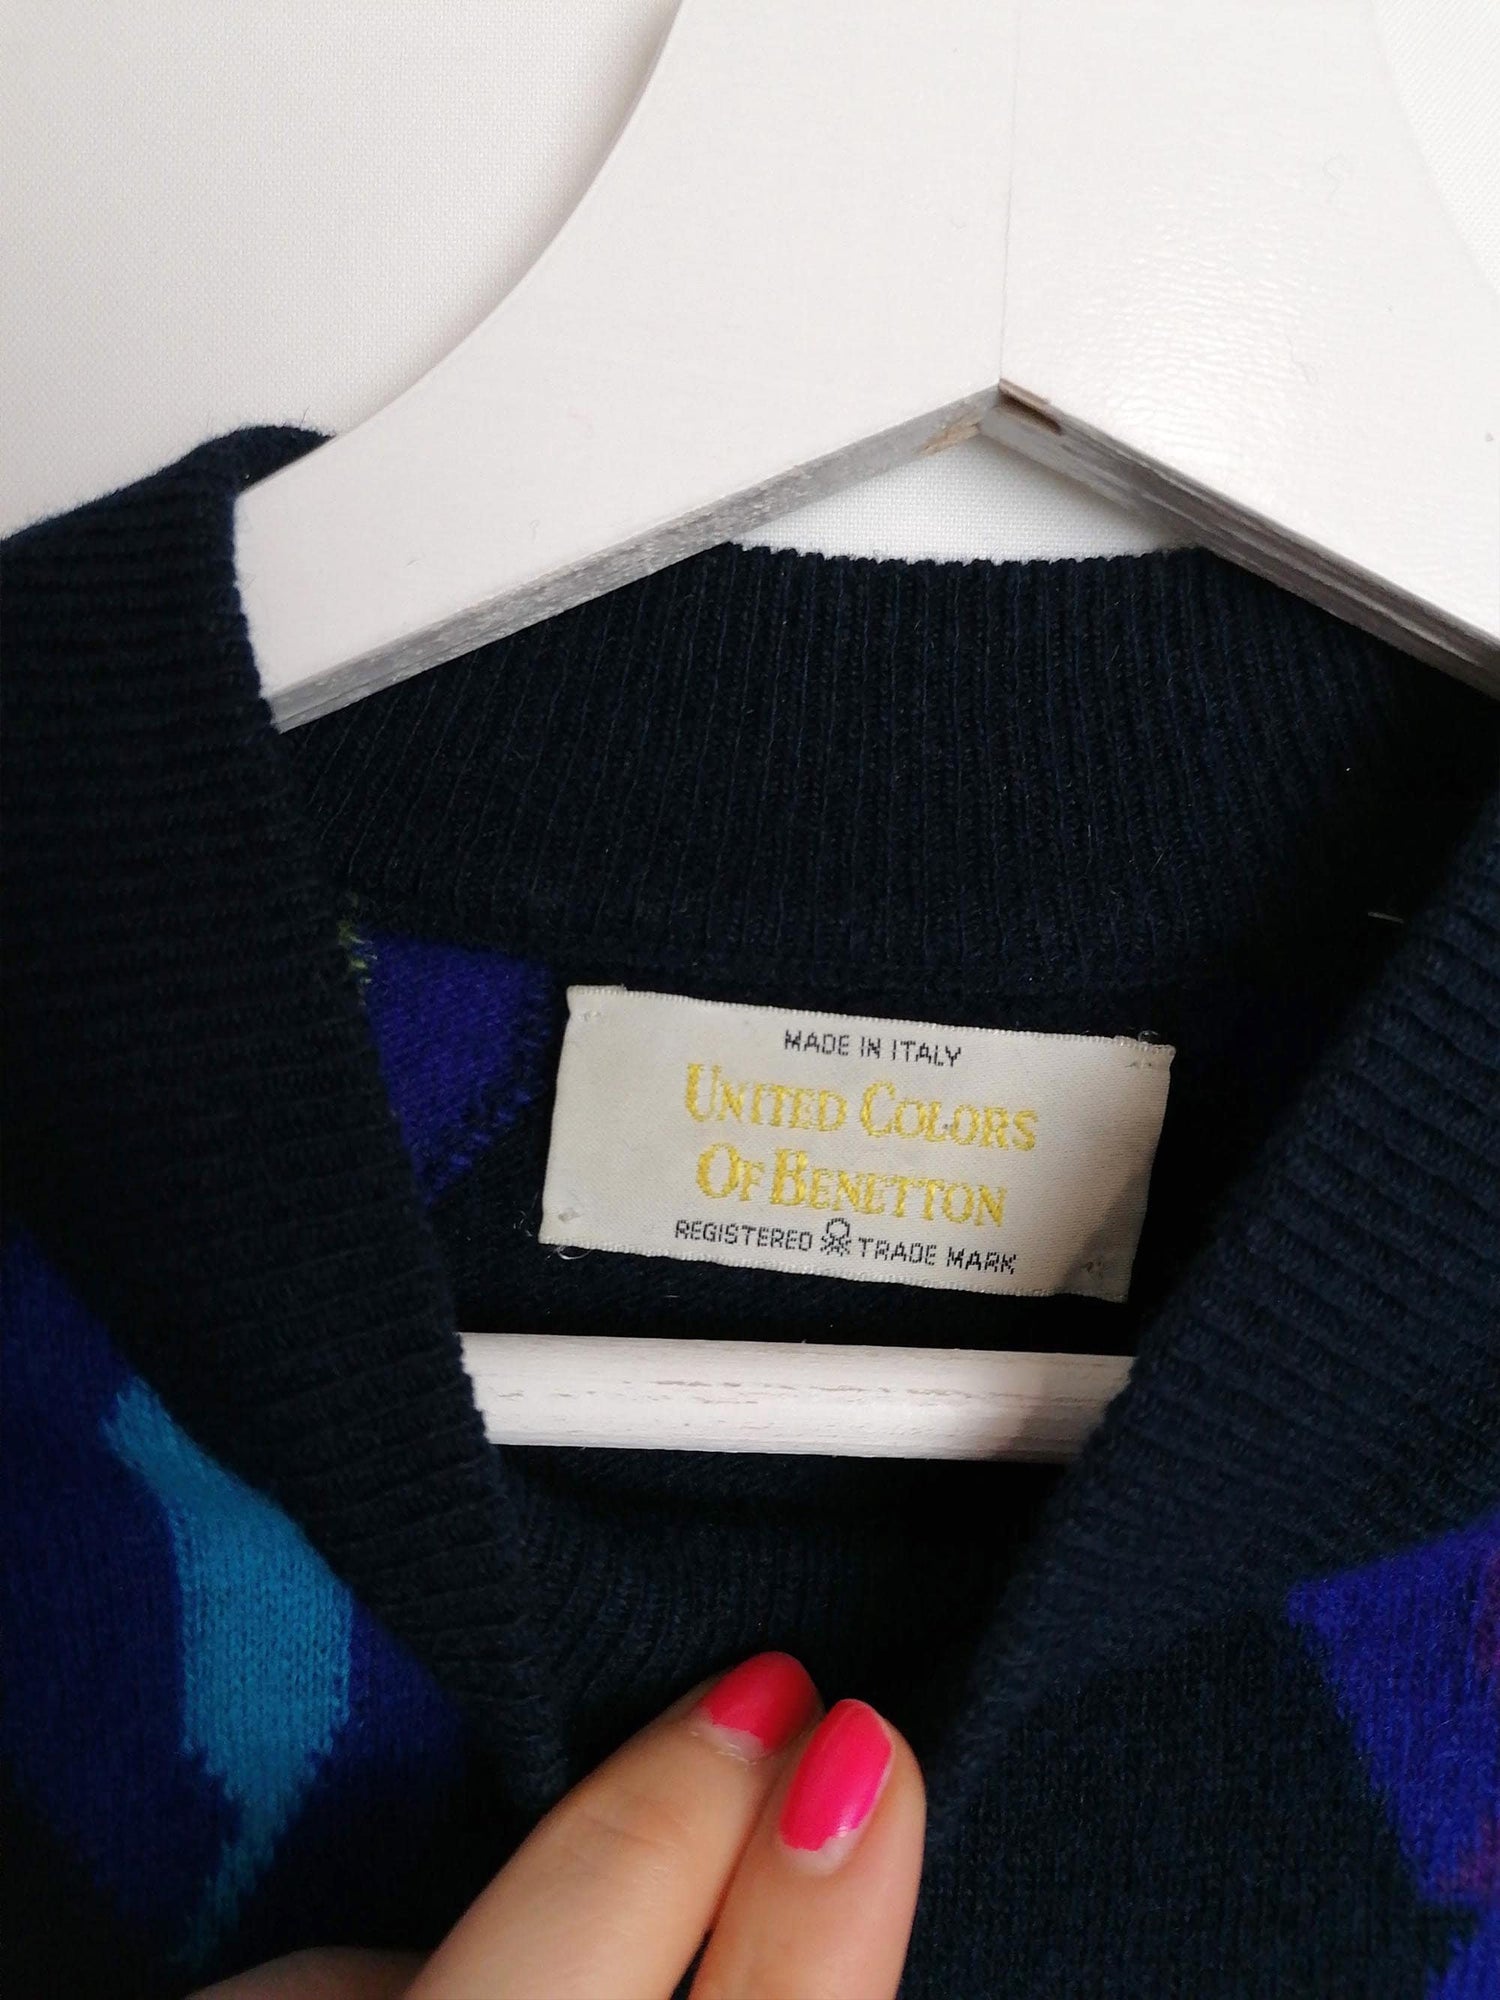 MADE IN ITALY
UNITED COLORS
OF BENETTON
REGISTERED TRADE MARK